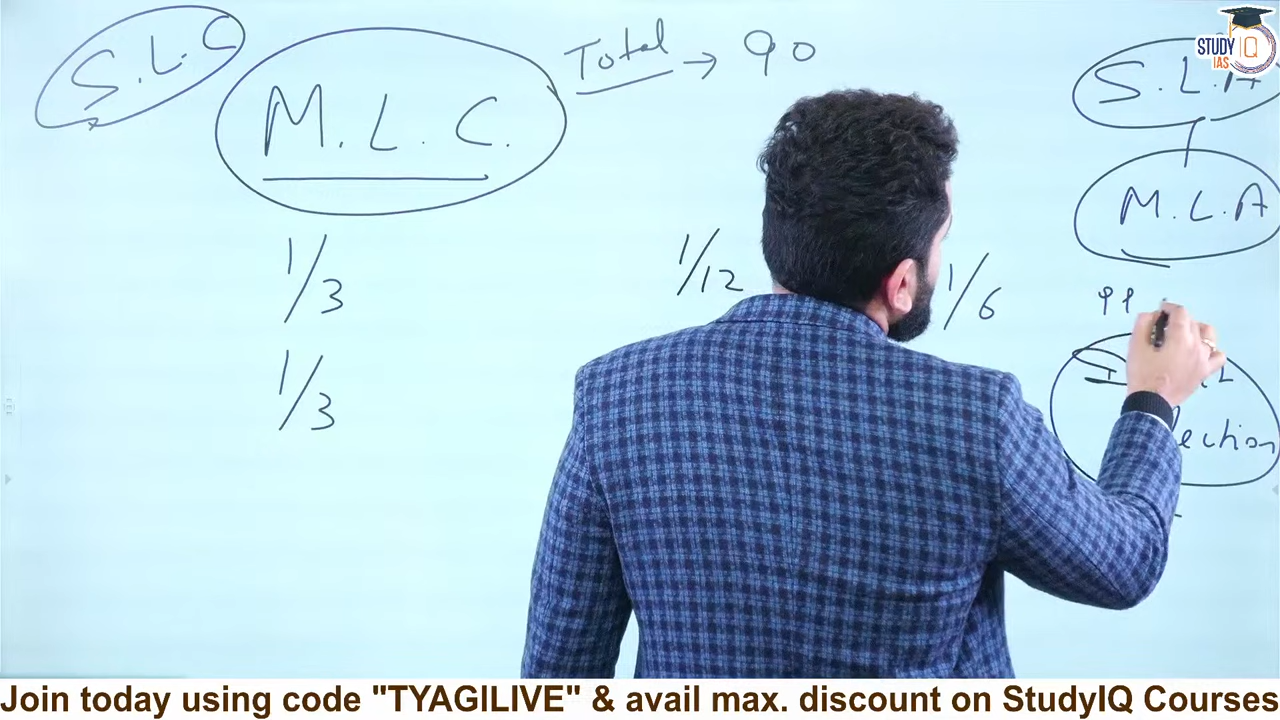 S.L.C
M.L.C.
Total → 90
1/3
1/12
1/6
1/3
S.L.A
M.L.A
ection
STUDY IQ
IAS
Join today using code "TYAGILIVE" & avail max. discount on StudyIQ Courses